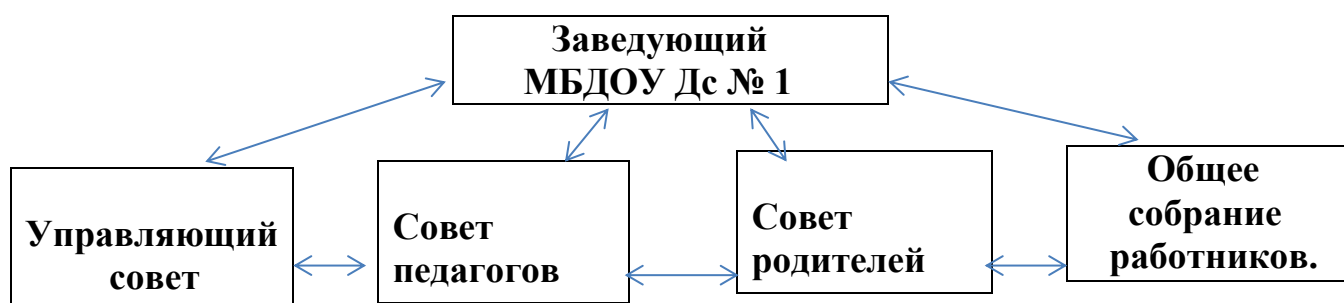 Заведующий
МБДОУ Дс № 1
Управляющий
совет
Совет
педагогов
Совет
родителей
Общее
собрание
работников.